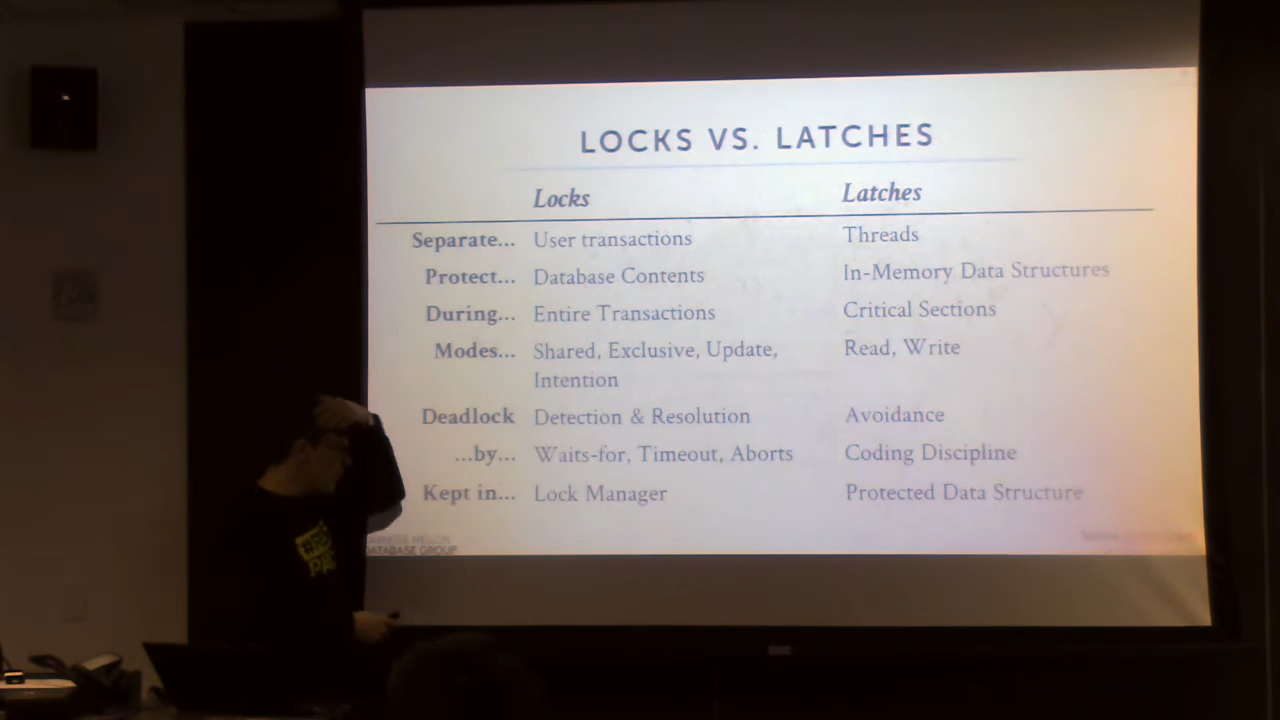 LOCKS VS. LATCHES
Locks Latches
Separate... User transactions Threads
Protect... Database Contents In-Memory Data Structures
During... Entire Transactions Critical Sections
Modes... Shared, Exclusive, Update, Read, Write
Intention
Deadlock Detection & Resolution Avoidance
...by... Waits-for, Timeout, Aborts Coding Discipline
Kept in... Lock Manager Protected Data Structure
DATABASE GROUP